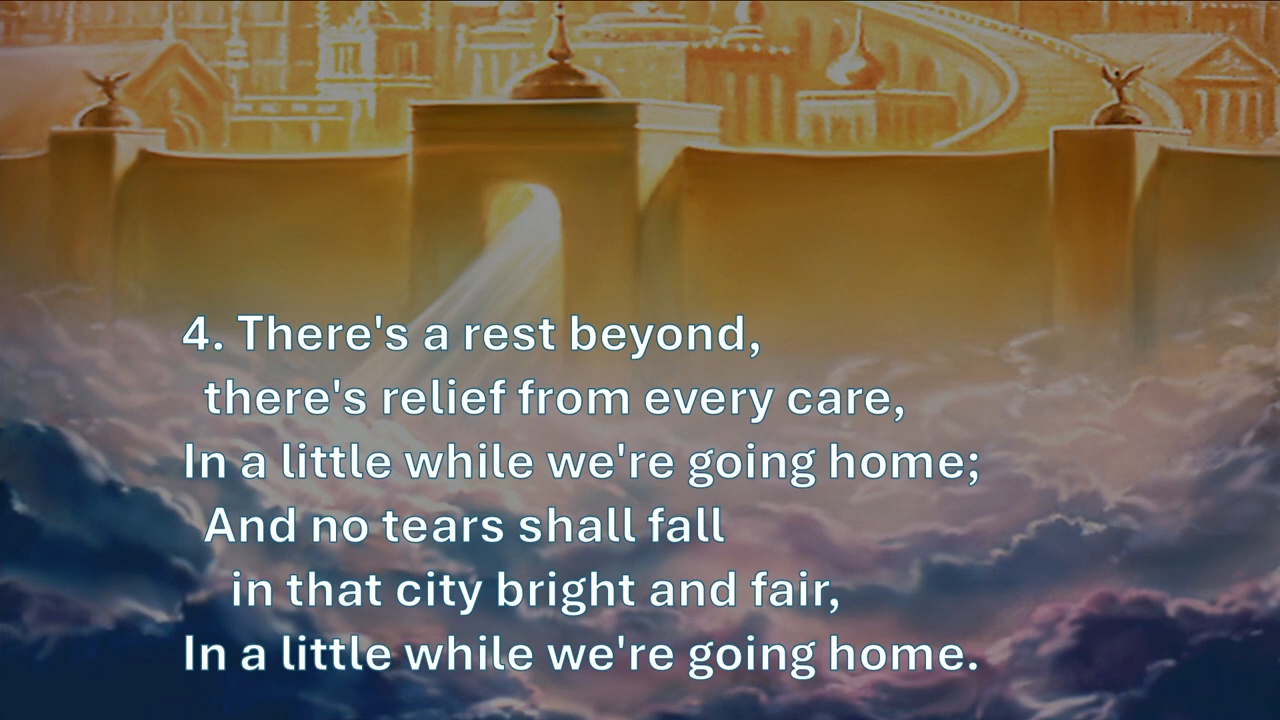 4. There's a rest beyond,
there's relief from every care,
In a little while we're going home;
And no tears shall fall
in that city bright and fair,
In a little while we're going home.